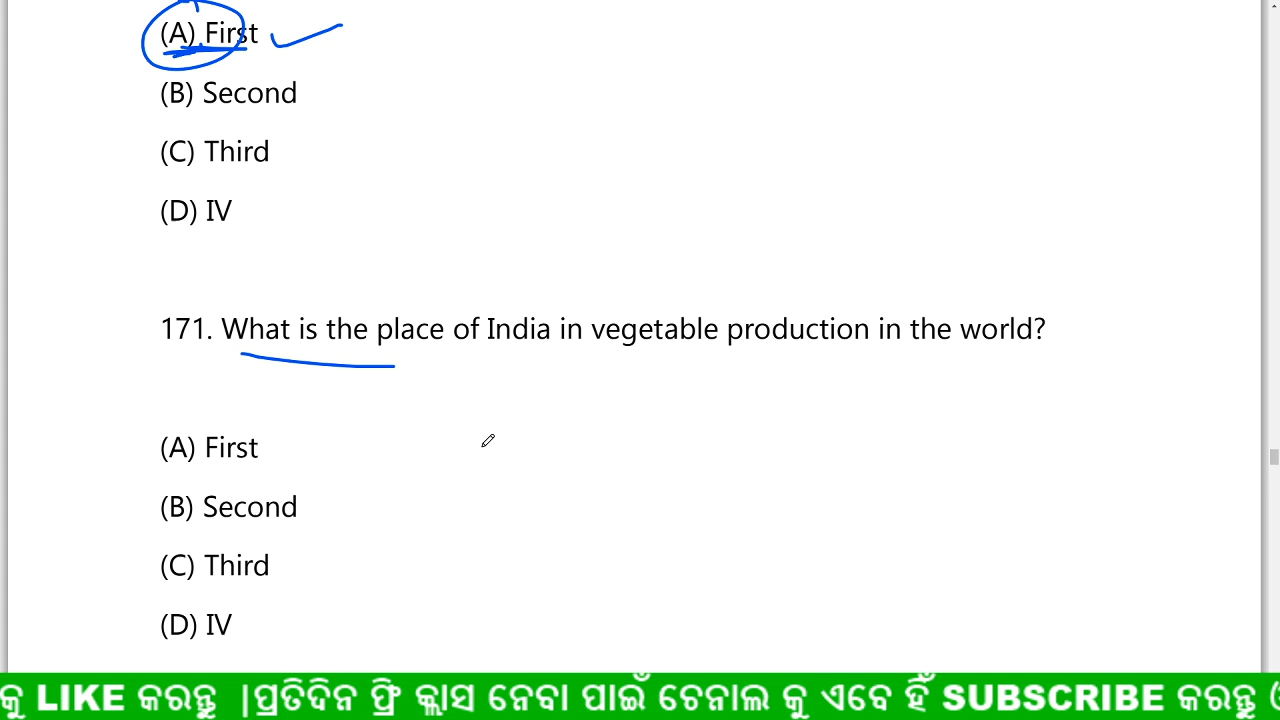 (A) First
(B) Second
(C) Third
(D) IV
171. What is the place of India in vegetable production in the world?
(A) First
(B) Second
(C) Third
(D) IV
କୁ LIKE କରନ୍ତୁ |ପ୍ରତିଦିନ ଫ୍ରି କ୍ଲାସ ନେବା ପାଇଁ ଚେନାଲ କୁ ଏବେ ହିଁ SUBSCRIBE କରନ୍ତୁ